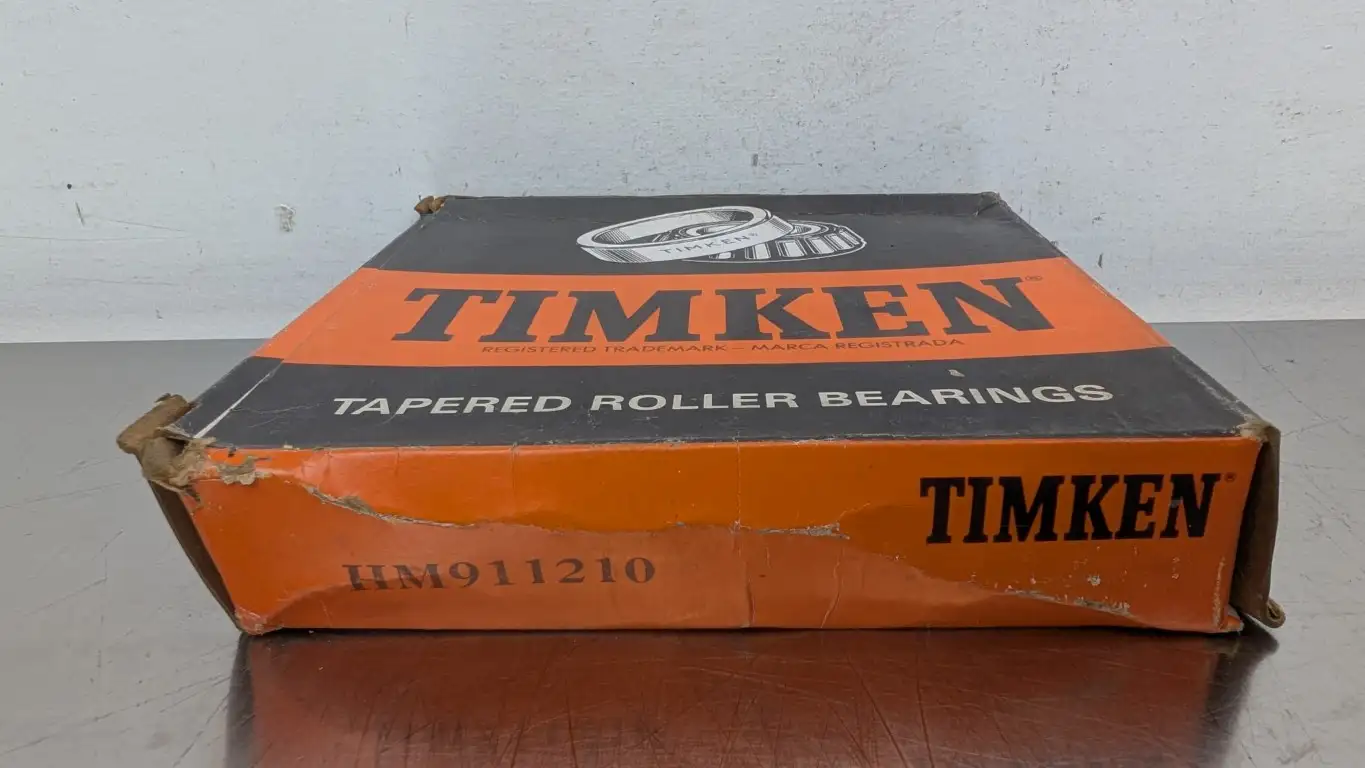 TIMKEN®
TIMKEN®
REGISTERED TRADEMARK – MARCA REGISTRADA
TAPERED ROLLER BEARINGS
TIMKEN®
HM911210